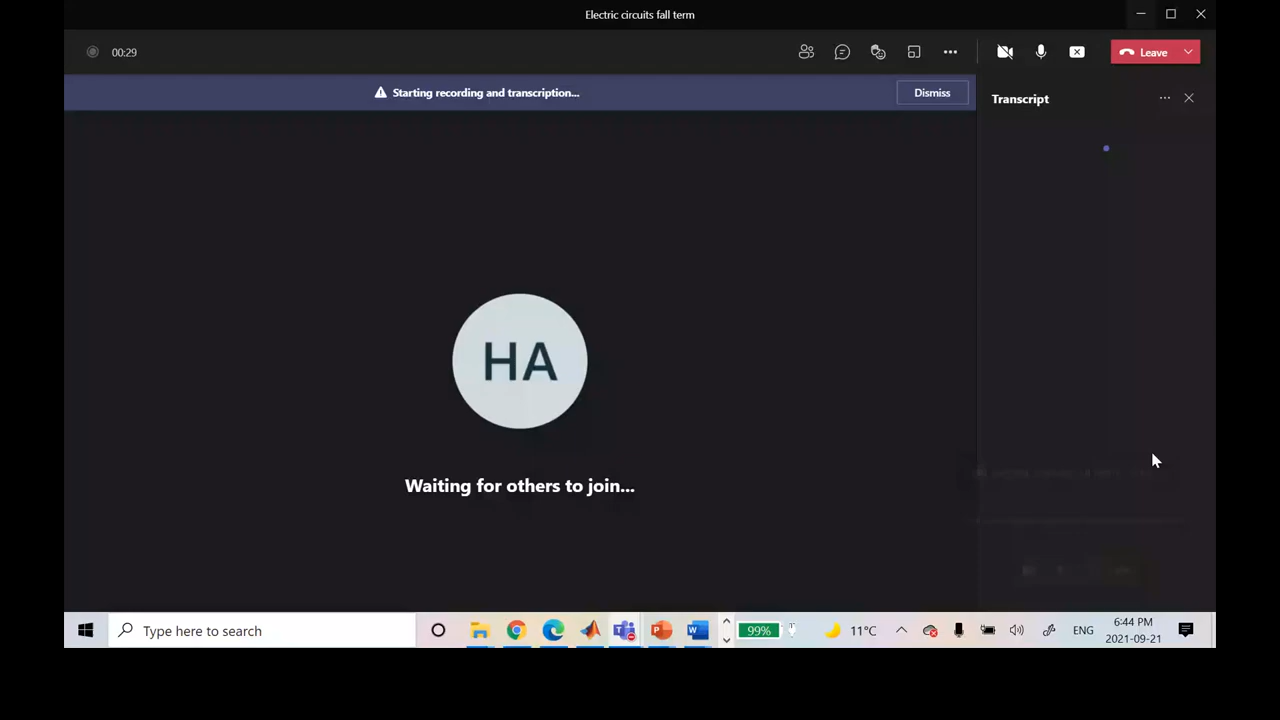 Electric circuits fall term
00:29
Leave
Starting recording and transcription...
Dismiss
Transcript
HA
Waiting for others to join...
Type here to search
99%
11°C
ENG
6:44 PM
2021-09-21